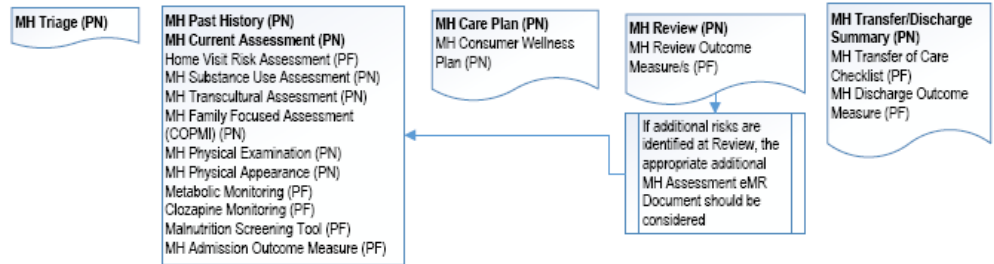 MH Triage (PN)
MH Past History (PN)
MH Current Assessment (PN)
Home Visit Risk Assessment (PF)
MH Substance Use Assessment (PN)
MH Transcultural Assessment (PN)
MH Family Focused Assessment
(COPMI) (PN)
MH Physical Examination (PN)
MH Physical Appearance (PN)
Metabolic Monitoring (PF)
Clozapine Monitoring (PF)
Malnutrition Screening Tool (PF)
MH Admission Outcome Measure (PF)
MH Care Plan (PN)
MH Consumer Wellness
Plan (PN)
MH Review (PN)
MH Review Outcome
Measure/s (PF)
If additional risks are
identified at Review, the
appropriate additional
MH Assessment eMR
Document should be
considered
MH Transfer/Discharge
Summary (PN)
MH Transfer of Care
Checklist (PF)
MH Discharge Outcome
Measure (PF)